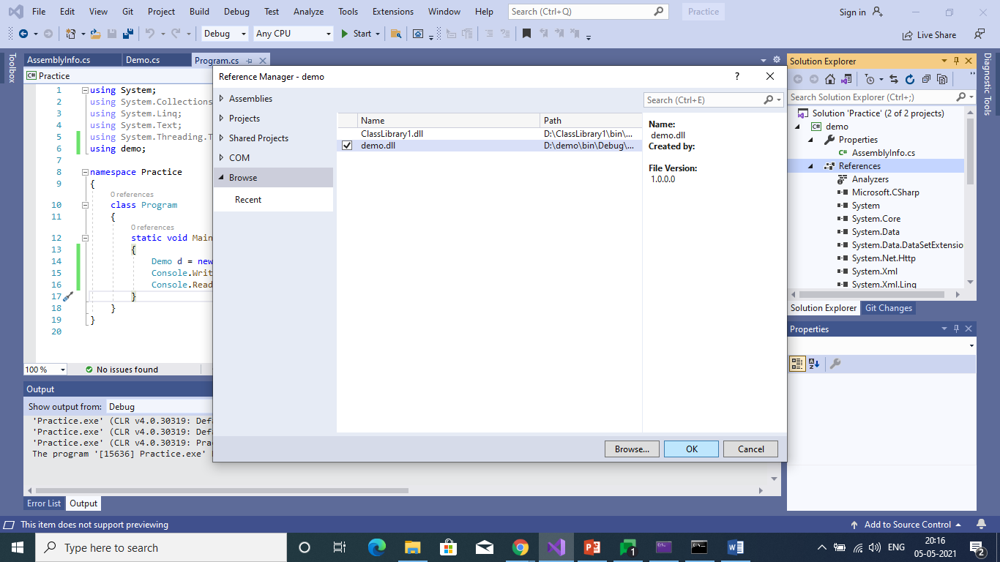 File Edit View Git Project Build Debug Test Analyze Tools Extensions Window Help Search (Ctrl+Q) Practice Sign in
Debug Any CPU Start Live Share
Toolbox
AssemblyInfo.cs Demo.cs Program.cs
C# Practice
1 using System;
2 using System.Collections
3 using System.Linq;
4 using System.Text;
5 using System.Threading.T
6 using demo;
7
8 namespace Practice
9 {
0 references
10 class Program
11 {
0 references
12 static void Main
13 {
14 Demo d = new
15 Console.Writ
16 Console.Read
17 }
18 }
19 }
20
100 % No issues found
Output
Show output from: Debug
'Practice.exe' (CLR v4.0.30319: Def
'Practice.exe' (CLR v4.0.30319: Def
'Practice.exe' (CLR v4.0.30319: Pra
The program '[15636] Practice.exe'
Error List Output
Reference Manager - demo ?
Assemblies
Projects
Shared Projects
COM
Browse
Recent
Name Path
ClassLibrary1.dll D:\ClassLibrary1\bin\...
demo.dll D:\demo\bin\Debug\...
Search (Ctrl+E)
Name:
demo.dll
Created by:
File Version:
1.0.0.0
Browse... OK Cancel
Solution Explorer
Search Solution Explorer (Ctrl+;)
Solution 'Practice' (2 of 2 projects)
C# demo
Properties
C# AssemblyInfo.cs
References
Analyzers
Microsoft.CSharp
System
System.Core
System.Data
System.Data.DataSetExtensio
System.Net.Http
System.Xml
System.Xml.Linq
Solution Explorer Git Changes
Properties
Diagnostic Tools
This item does not support previewing Add to Source Control
Type here to search 1 ENG 20:16
05-05-2021 2